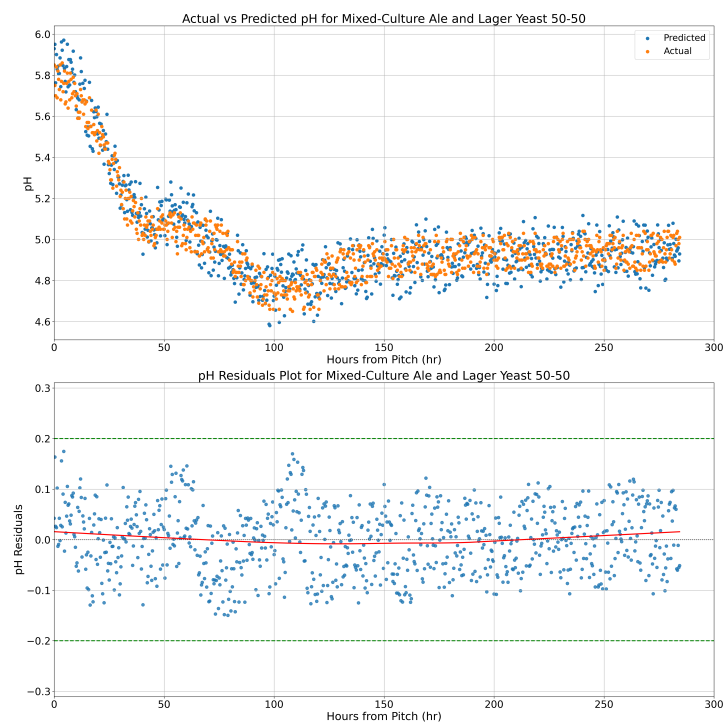 Actual vs Predicted pH for Mixed-Culture Ale and Lager Yeast 50-50
Predicted
Actual
6.0
5.8
5.6
5.4
5.2
5.0
4.8
4.6
pH
0 50 100 150 200 250 300
Hours from Pitch (hr)
pH Residuals Plot for Mixed-Culture Ale and Lager Yeast 50-50
0.3
0.2
0.1
0.0
−0.1
−0.2
−0.3
pH Residuals
0 50 100 150 200 250 300
Hours from Pitch (hr)